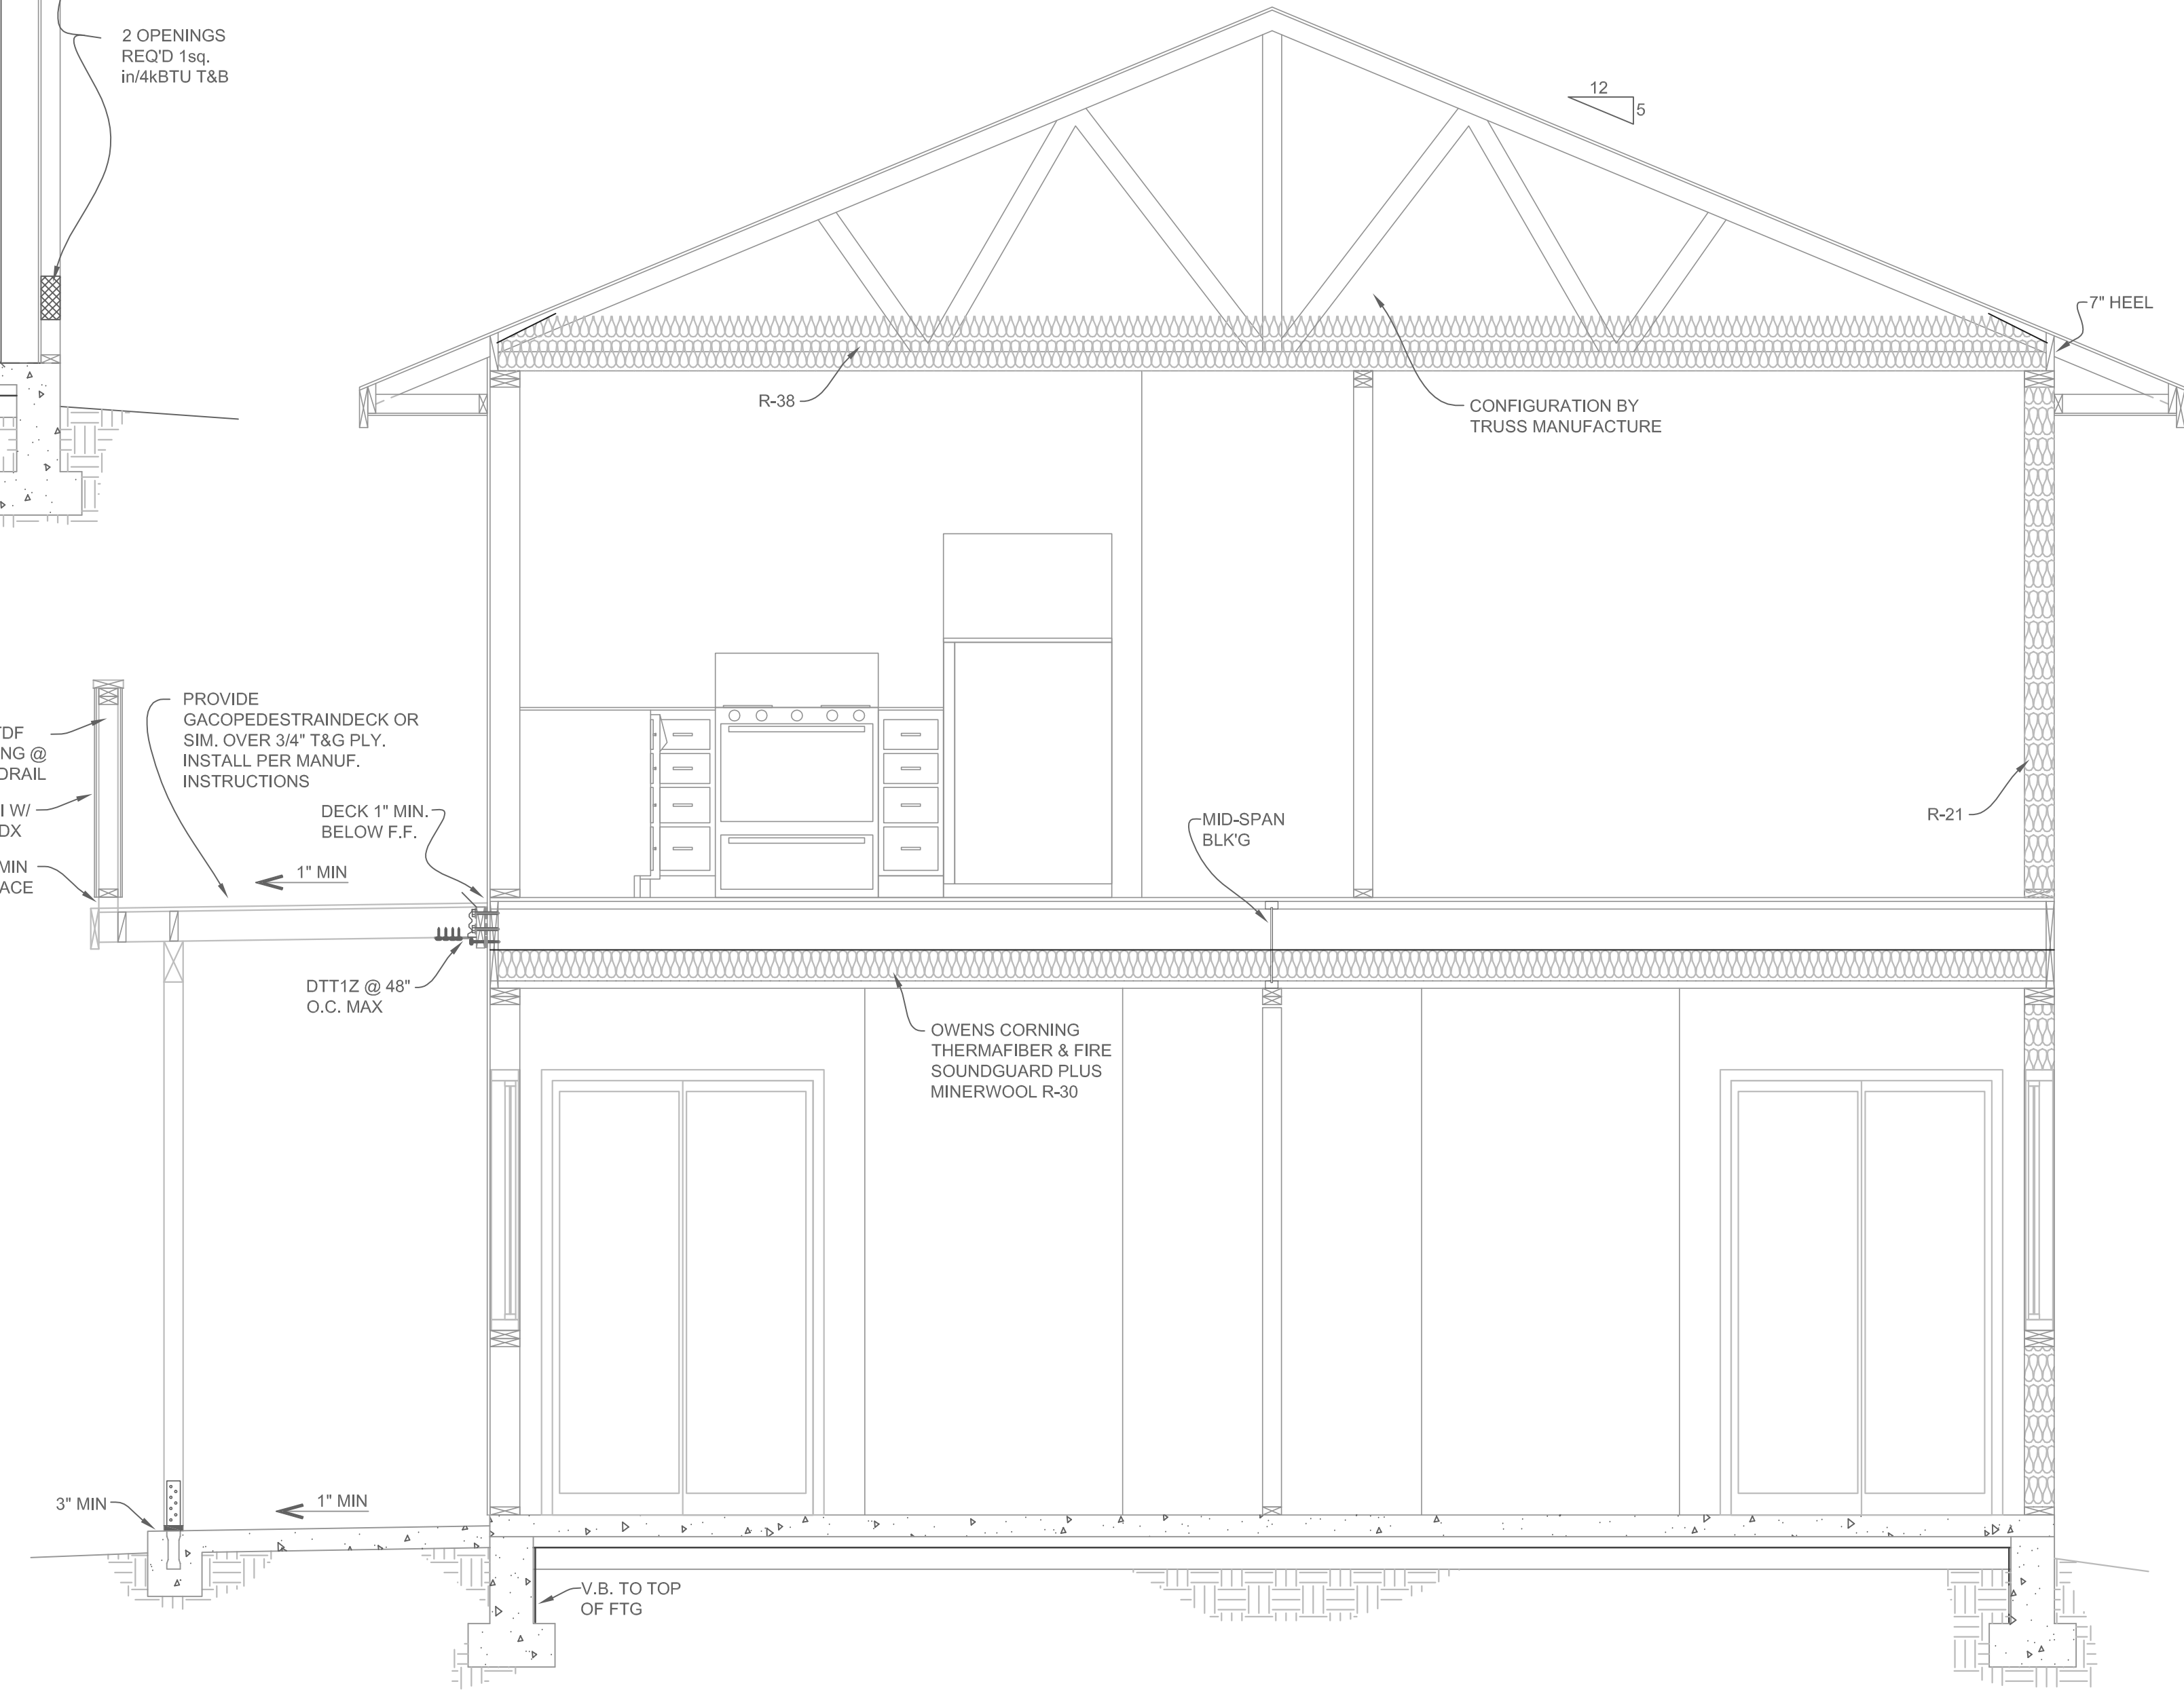 2 OPENINGS
REQ'D 1sq.
in/4kBTU T&B
12
5
7" HEEL
R-38
CONFIGURATION BY
TRUSS MANUFACTURE
PROVIDE
GACOPEDESTRAINDECK OR
SIM. OVER 3/4" T&G PLY.
INSTALL PER MANUF.
INSTRUCTIONS
DECK 1" MIN.
BELOW F.F.
1" MIN
MID-SPAN
BLK'G
R-21
W/
MIN
DTT1Z @ 48"
O.C. MAX
OWENS CORNING
THERMAFIBER & FIRE
SOUNDGUARD PLUS
MINERWOOL R-30
3" MIN
1" MIN
V.B. TO TOP
OF FTG